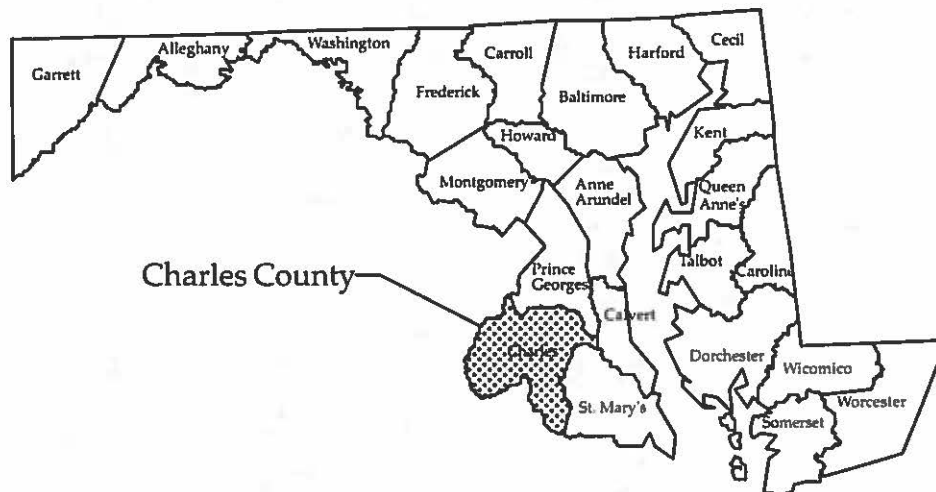 Garrett
Alleghany
Washington
Frederick
Carroll
Baltimore
Harford
Cecil
Howard
Kent
Montgomery
Anne
Arundel
Queen
Anne's
Charles County
Prince
Georges
Talbot
Caroline
Calvert
Charles
Dorchester
Wicomico
St. Mary's
Worcester
Somerset